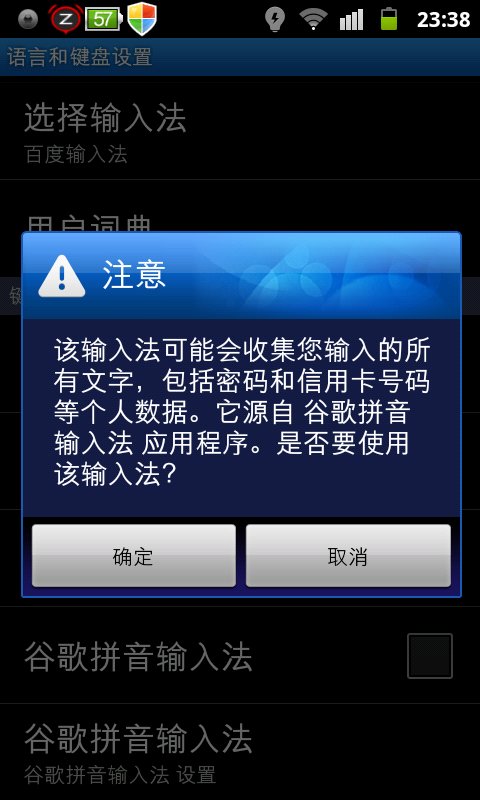 57
23:38
语言和键盘设置
选择输入法
百度输入法
用户词典
键
注意
该输入法可能会收集您输入的所
有文字，包括密码和信用卡号码
等个人数据。它源自 谷歌拼音
输入法 应用程序。是否要使用
该输入法?
确定
取消
谷歌拼音输入法
谷歌拼音输入法
谷歌拼音输入法 设置